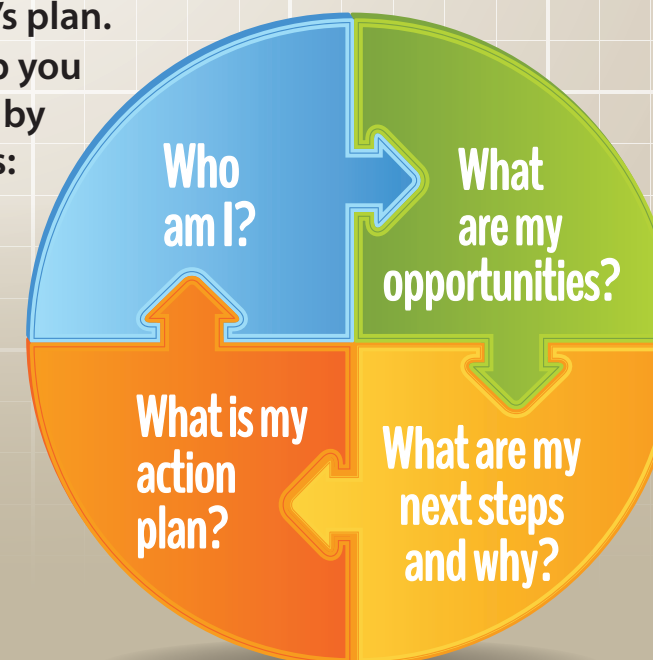 ’s plan.
you
by
Who
am I?
What
are my
opportunities?
What is my
action
plan?
What are my
next steps
and why?